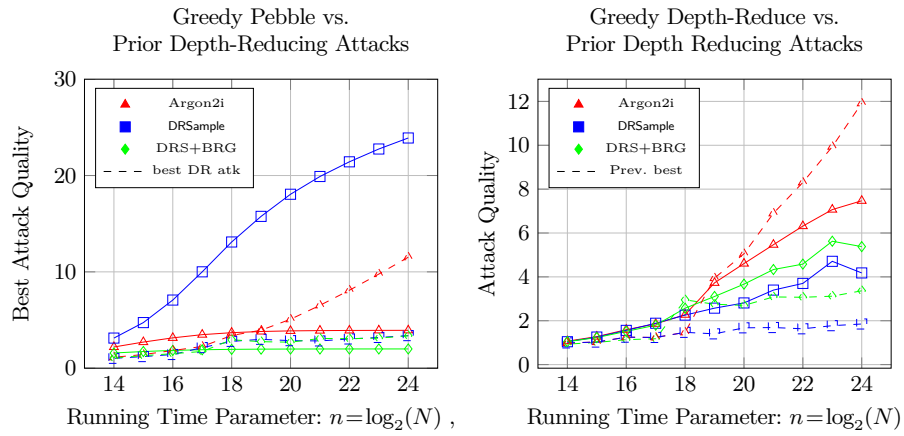 Greedy Pebble vs.
Prior Depth-Reducing Attacks
30
20
10
0
Best Attack Quality
Argon2i
DRSample
DRS+BRG
best DR atk
14 16 18 20 22 24
Running Time Parameter: n=log₂(N) ,
Greedy Depth-Reduce vs.
Prior Depth Reducing Attacks
12
10
8
6
4
2
0
Attack Quality
Argon2i
DRSample
DRS+BRG
Prev. best
14 16 18 20 22 24
Running Time Parameter: n=log₂(N)